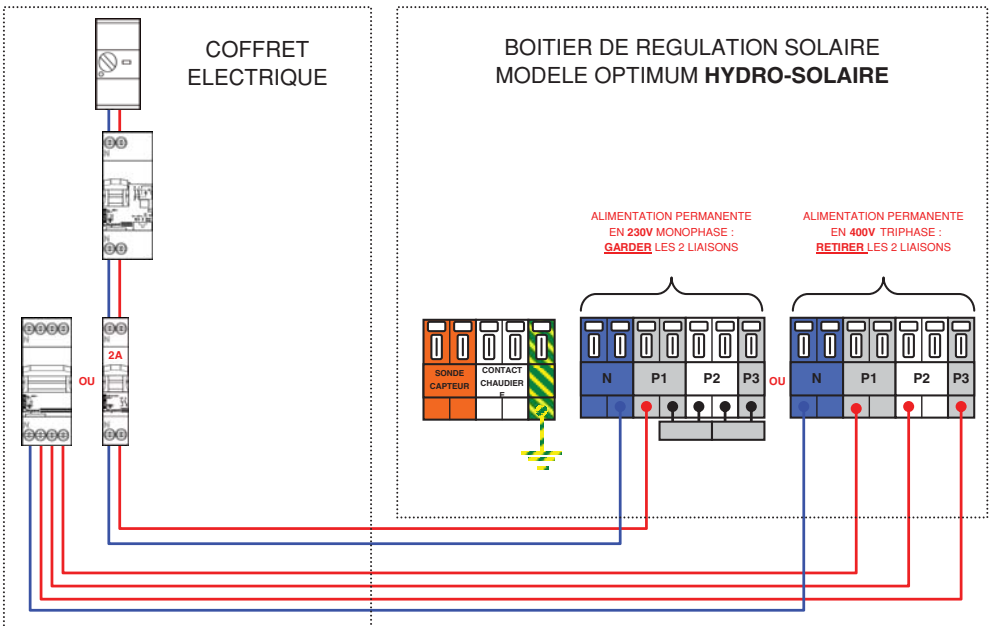 COFFRET
ELECTRIQUE
BOITIER DE REGULATION SOLAIRE
MODELE OPTIMUM HYDRO-SOLAIRE
N
N
N
2A
OU
N
N
ALIMENTATION PERMANENTE
EN 230V MONOPHASE :
GARDER LES 2 LIAISONS
ALIMENTATION PERMANENTE
EN 400V TRIPHASE :
RETIRER LES 2 LIAISONS
SONDE
CAPTEUR
CONTACT
CHAUDIER
E
N P1 P2 P3
OU
N P1 P2 P3